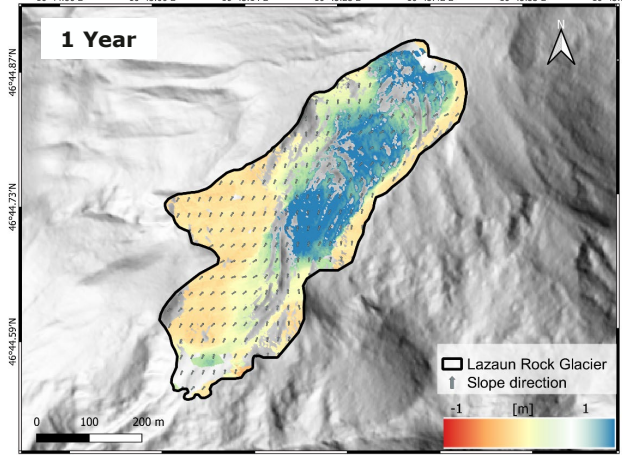 1 Year
N
46°44.87'N
46°44.73'N
46°44.59'N
Lazaun Rock Glacier
Slope direction
0 100 200 m
-1 [m] 1